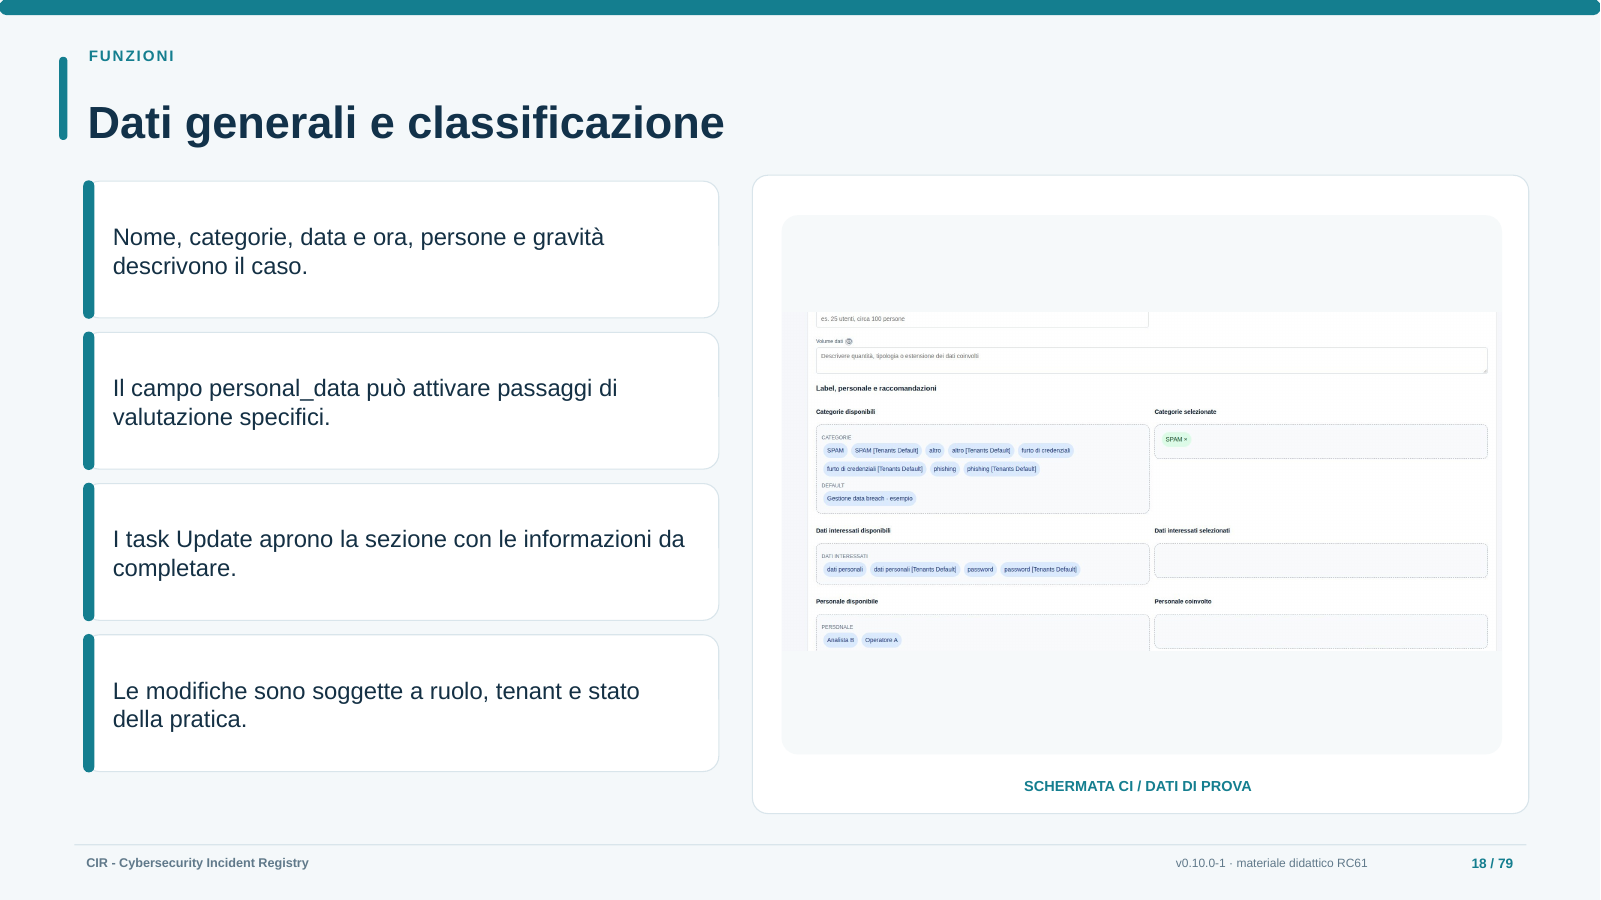 FUNZIONI
Dati generali e classificazione
Nome, categorie, data e ora, persone e gravità
descrivono il caso.
Il campo personal_data può attivare passaggi di
valutazione specifici.
I task Update aprono la sezione con le informazioni da
completare.
Le modifiche sono soggette a ruolo, tenant e stato
della pratica.
es. 25 utenti, circa 100 persone
Volume dati
Descrivere quantità, tipologia o estensione dei dati coinvolti
Label, personale e raccomandazioni
Categorie disponibili
Categorie selezionate
CATEGORIE
SPAM SPAM [Tenants Default] altro altro [Tenants Default] furto di credenziali
furto di credenziali [Tenants Default] phishing phishing [Tenants Default]
DEFAULT
Gestione data breach - esempio
SPAM ×
Dati interessati disponibili
Dati interessati selezionati
DATI INTERESSATI
dati personali dati personali [Tenants Default] password password [Tenants Default]
Personale disponibile
Personale coinvolto
PERSONALE
Analista B Operatore A
SCHERMATA CI / DATI DI PROVA
CIR - Cybersecurity Incident Registry
v0.10.0-1 · materiale didattico RC61
18 / 79